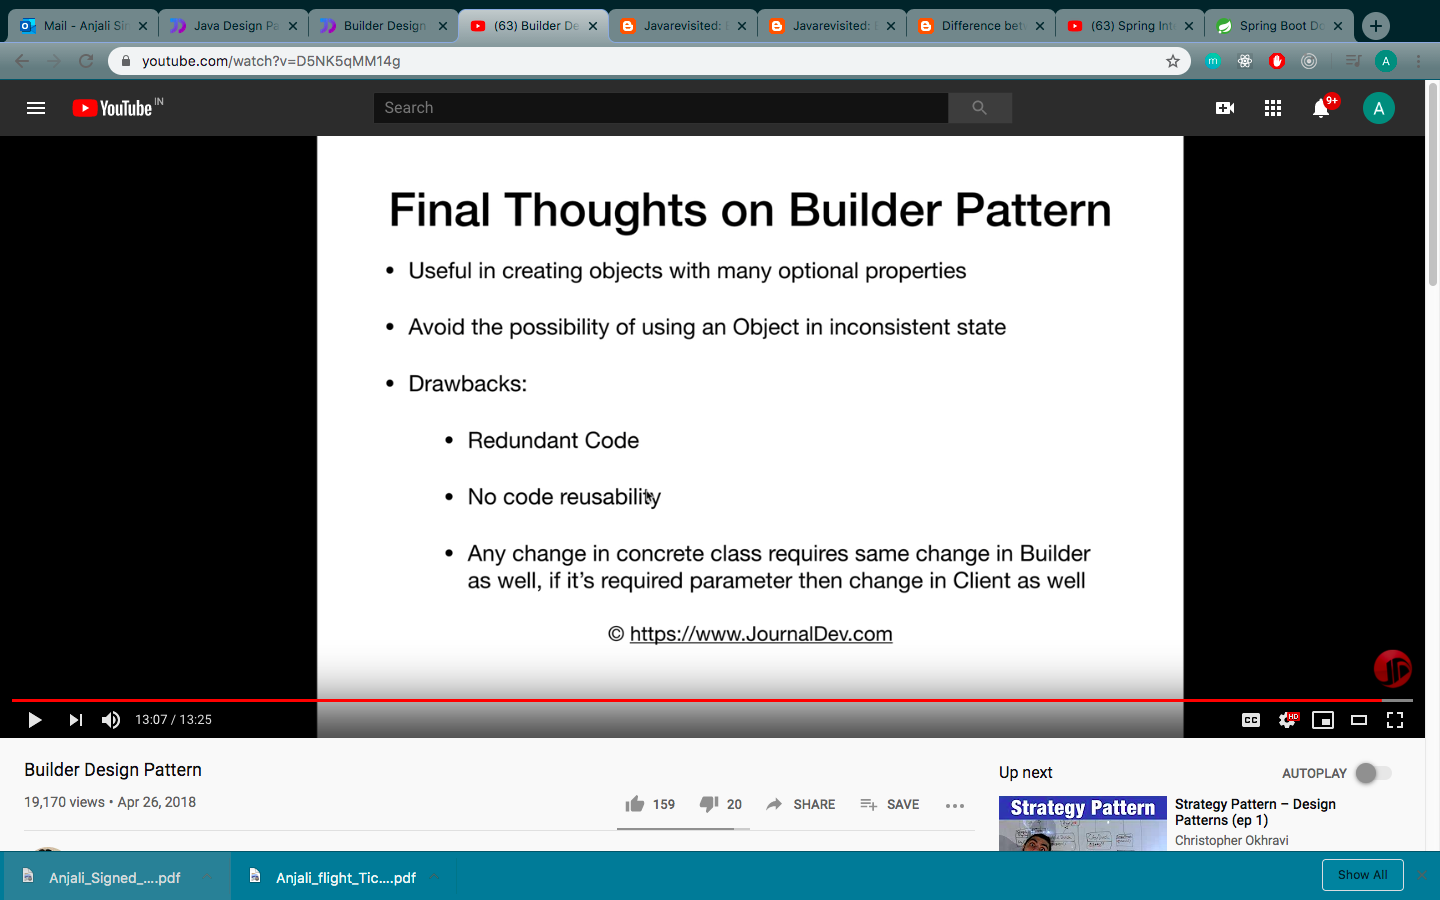 Mail - Anjali Si
Java Design Pa
Builder Design
(63) Builder De
Javarevisited:
Javarevisited:
Difference bet
(63) Spring Int
Spring Boot Do
youtube.com/watch?v=D5NK5qMM14g
m
A
YouTube IN
Search
9+
A
Final Thoughts on Builder Pattern
• Useful in creating objects with many optional properties
• Avoid the possibility of using an Object in inconsistent state
• Drawbacks:
• Redundant Code
• No code reusability
• Any change in concrete class requires same change in Builder
as well, if it's required parameter then change in Client as well
© https://www.JournalDev.com
13:07 / 13:25
CC
HD
Builder Design Pattern
19,170 views • Apr 26, 2018
159
20
SHARE
SAVE
Up next
AUTOPLAY
Strategy Pattern
Strategy Pattern – Design
Patterns (ep 1)
Christopher Okhravi
Anjali_Signed_....pdf
Anjali_flight_Tic....pdf
Show All